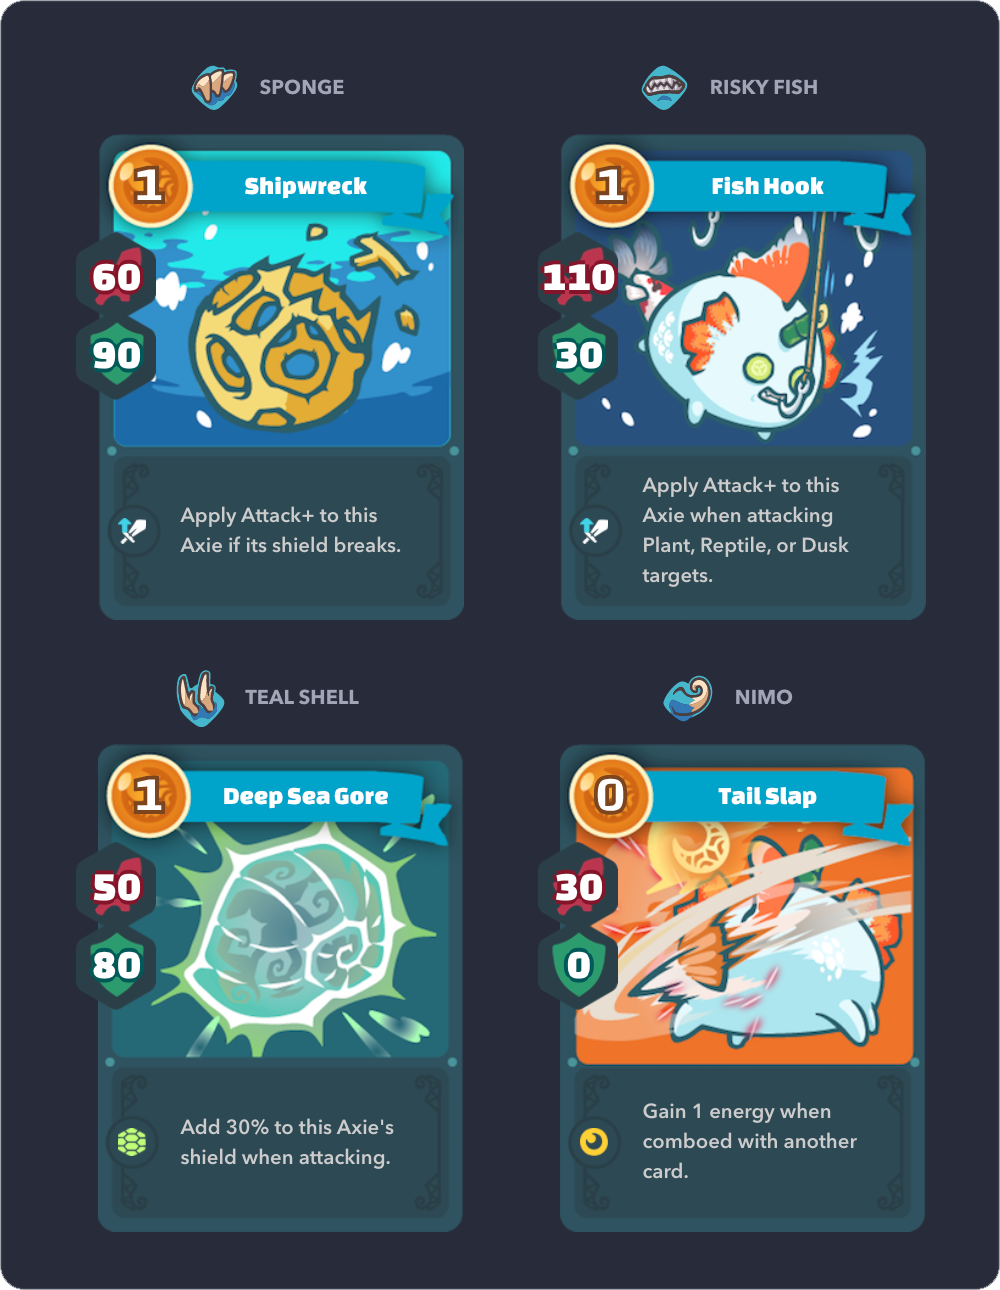 SPONGE
RISKY FISH
1
Shipwreck
60
90
Apply Attack+ to this
Axie if its shield breaks.
1
Fish Hook
110
30
Apply Attack+ to this
Axie when attacking
Plant, Reptile, or Dusk
targets.
TEAL SHELL
NIMO
1
Deep Sea Gore
50
80
Add 30% to this Axie's
shield when attacking.
0
Tail Slap
30
0
Gain 1 energy when
comboed with another
card.